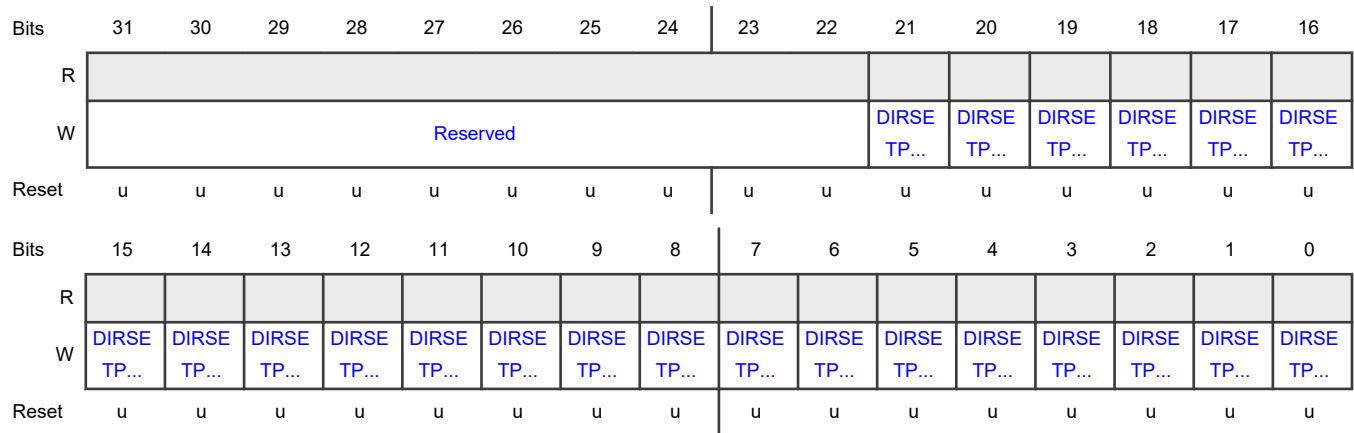 Bits 31 30 29 28 27 26 25 24 23 22 21 20 19 18 17 16
R
W Reserved DIRSE DIRSE DIRSE DIRSE DIRSE DIRSE
TP... TP... TP... TP... TP... TP...
Reset u u u u u u u u u u u u u u u u
Bits 15 14 13 12 11 10 9 8 7 6 5 4 3 2 1 0
R
W DIRSE DIRSE DIRSE DIRSE DIRSE DIRSE DIRSE DIRSE DIRSE DIRSE DIRSE DIRSE DIRSE DIRSE DIRSE DIRSE
TP... TP... TP... TP... TP... TP... TP... TP... TP... TP... TP... TP... TP... TP... TP... TP...
Reset u u u u u u u u u u u u u u u u